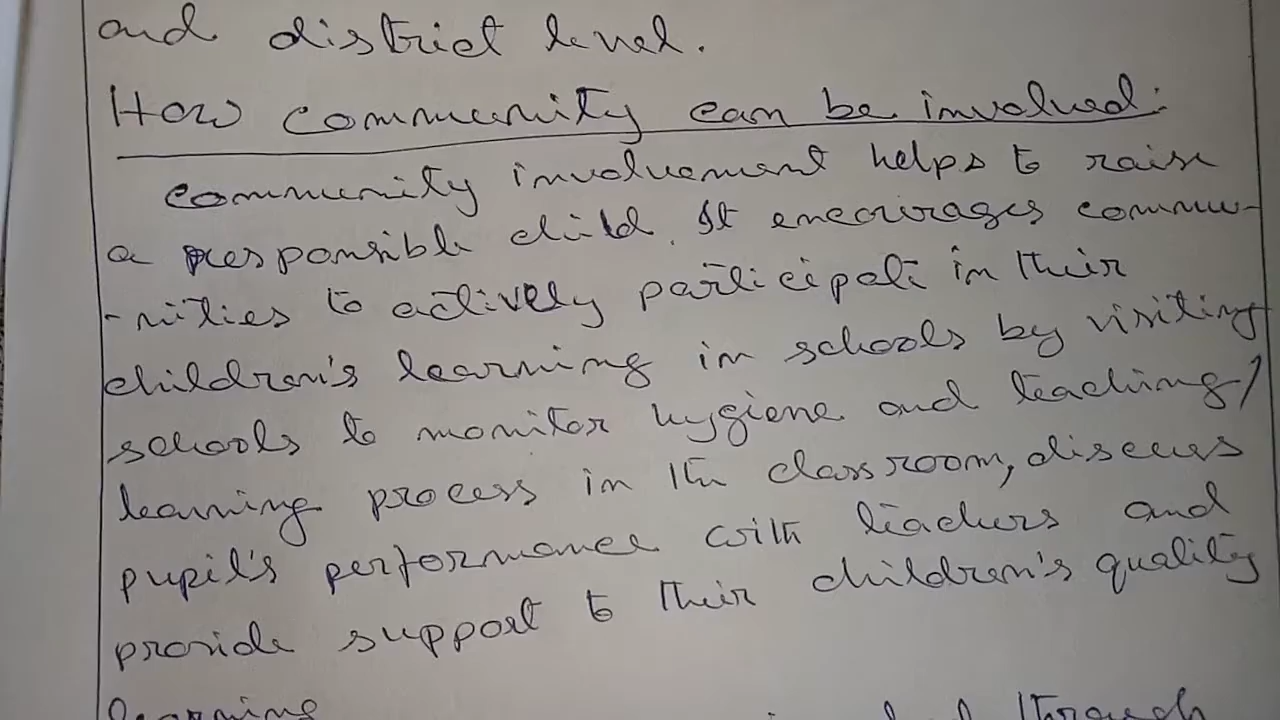 and district level.
How community can be involved:
community involvement helps to raise
a responsible child. It encourages commu-
-nities to actively participate in their
children's learning in schools by visiting
schools to monitor hygiene and teaching/
learning process in the classroom, discuss
pupil's performance with teachers and
provide support to their children's quality
learning through